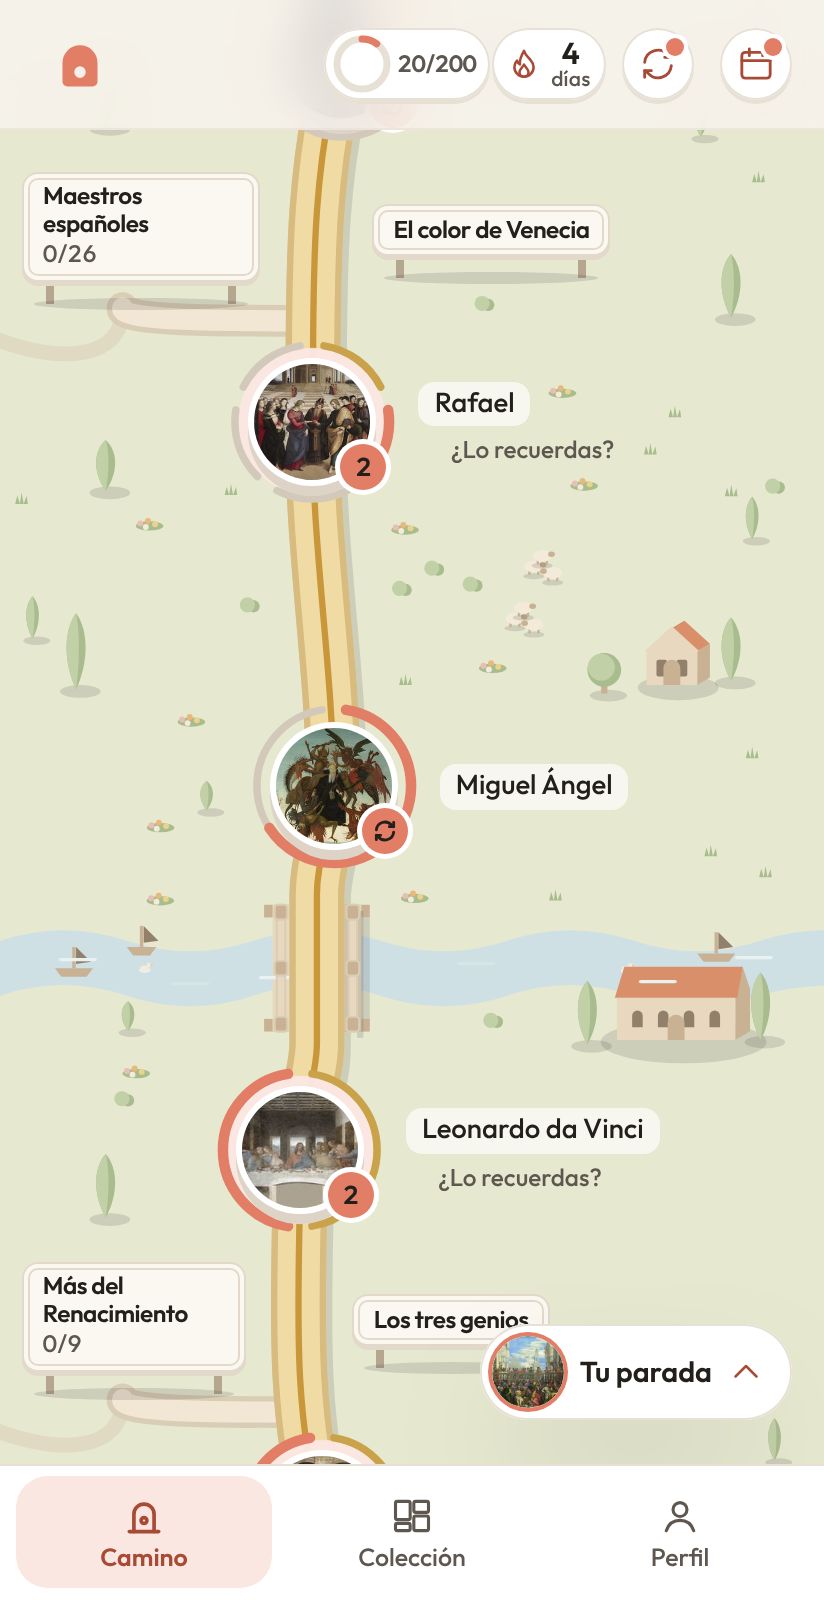 20/200
4
días
Maestros
españoles
0/26
El color de Venecia
Rafael
¿Lo recuerdas?
2
Miguel Ángel
Leonardo da Vinci
¿Lo recuerdas?
2
Más del
Renacimiento
0/9
Los tres genios
Tu parada
Camino
Colección
Perfil